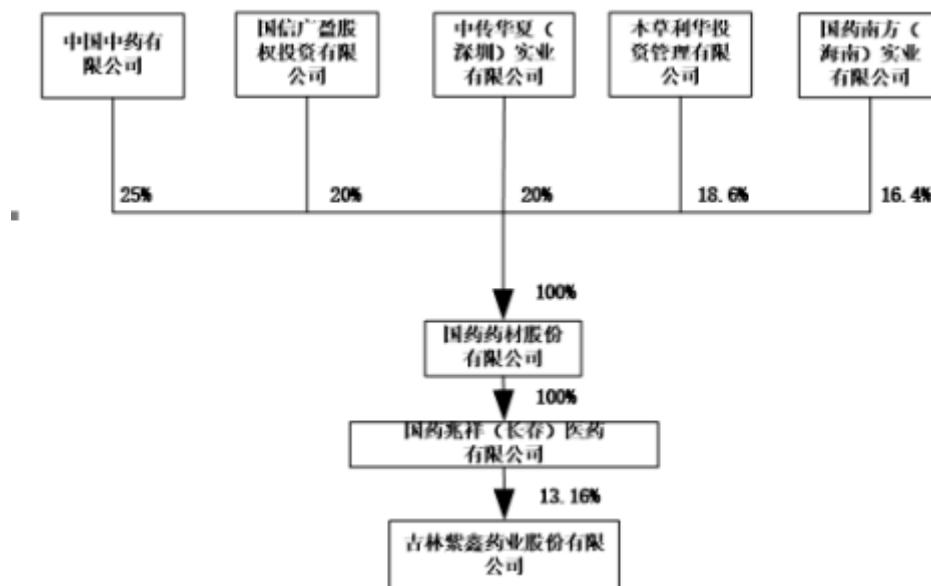 中国中药有
限公司
国信广盈股
权投资有限
公司
中传华夏（
深圳）实业
有限公司
本草利华投
资管理有限
公司
国药南方（
海南）实业
有限公司
25%
20%
20%
18.6%
16.4%
100%
国药药材股份
有限公司
100%
国药兆祥（长春）医药
有限公司
13.16%
吉林紫鑫药业股份有限
公司